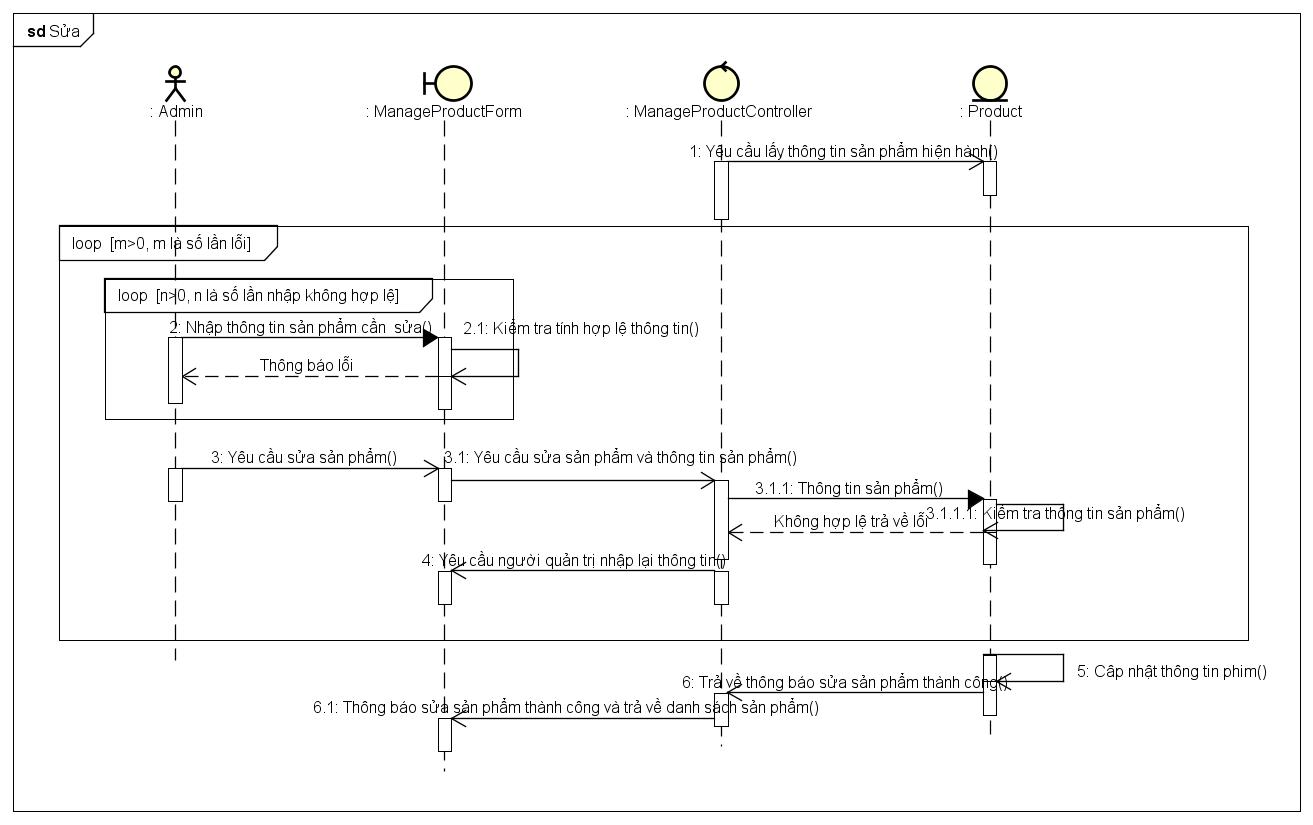 sd Sửa
: Admin
: ManageProductForm
: ManageProductController
: Product
1: Yêu cầu lấy thông tin sản phẩm hiện hành()
loop [m>0, m là số lần lỗi]
loop [n>0, n là số lần nhập không hợp lệ]
2: Nhập thông tin sản phẩm cần sửa()
2.1: Kiểm tra tính hợp lệ thông tin()
Thông báo lỗi
3: Yêu cầu sửa sản phẩm()
3.1: Yêu cầu sửa sản phẩm và thông tin sản phẩm()
3.1.1: Thông tin sản phẩm()
3.1.1.1: Kiểm tra thông tin sản phẩm()
Không hợp lệ trả về lỗi
4: Yêu cầu người quản trị nhập lại thông tin()
5: Câp nhật thông tin phim()
6: Trả về thông báo sửa sản phẩm thành công()
6.1: Thông báo sửa sản phẩm thành công và trả về danh sách sản phẩm()